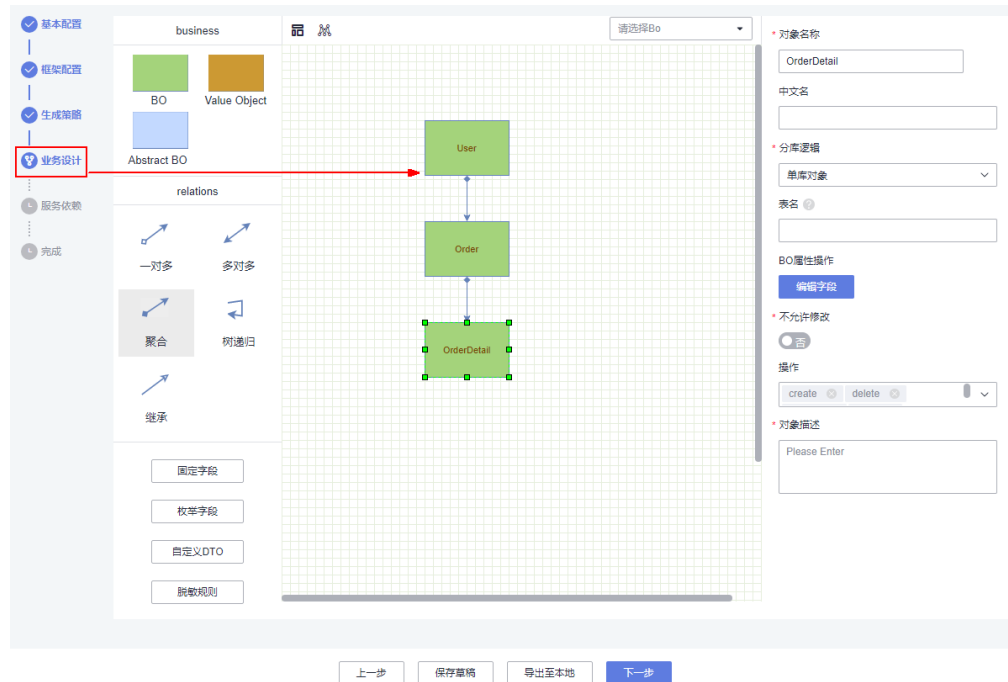 基本配置
框架配置
生成策略
业务设计
服务依赖
完成
business
BO
Value Object
Abstract BO
relations
一对多
多对多
聚合
树递归
继承
固定字段
枚举字段
自定义DTO
脱敏规则
请选择Bo
User
Order
OrderDetail
* 对象名称
OrderDetail
中文名
* 分库逻辑
单库对象
表名 ?
BO属性操作
编辑字段
* 不允许修改
否
操作
create
delete
* 对象描述
Please Enter
上一步
保存草稿
导出至本地
下一步